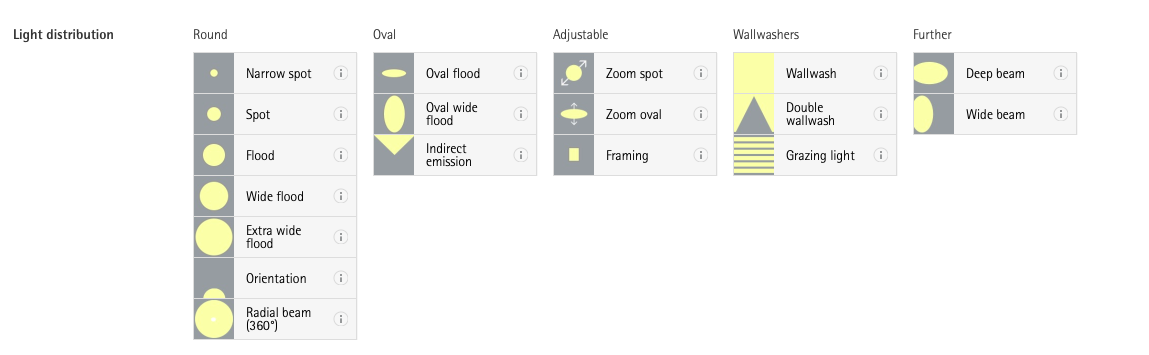 Light distribution
Round
Narrow spot
Spot
Flood
Wide flood
Extra wide
flood
Orientation
Radial beam
(360°)
Oval
Oval flood
Oval wide
flood
Indirect
emission
Adjustable
Zoom spot
Zoom oval
Framing
Wallwashers
Wallwash
Double
wallwash
Grazing light
Further
Deep beam
Wide beam